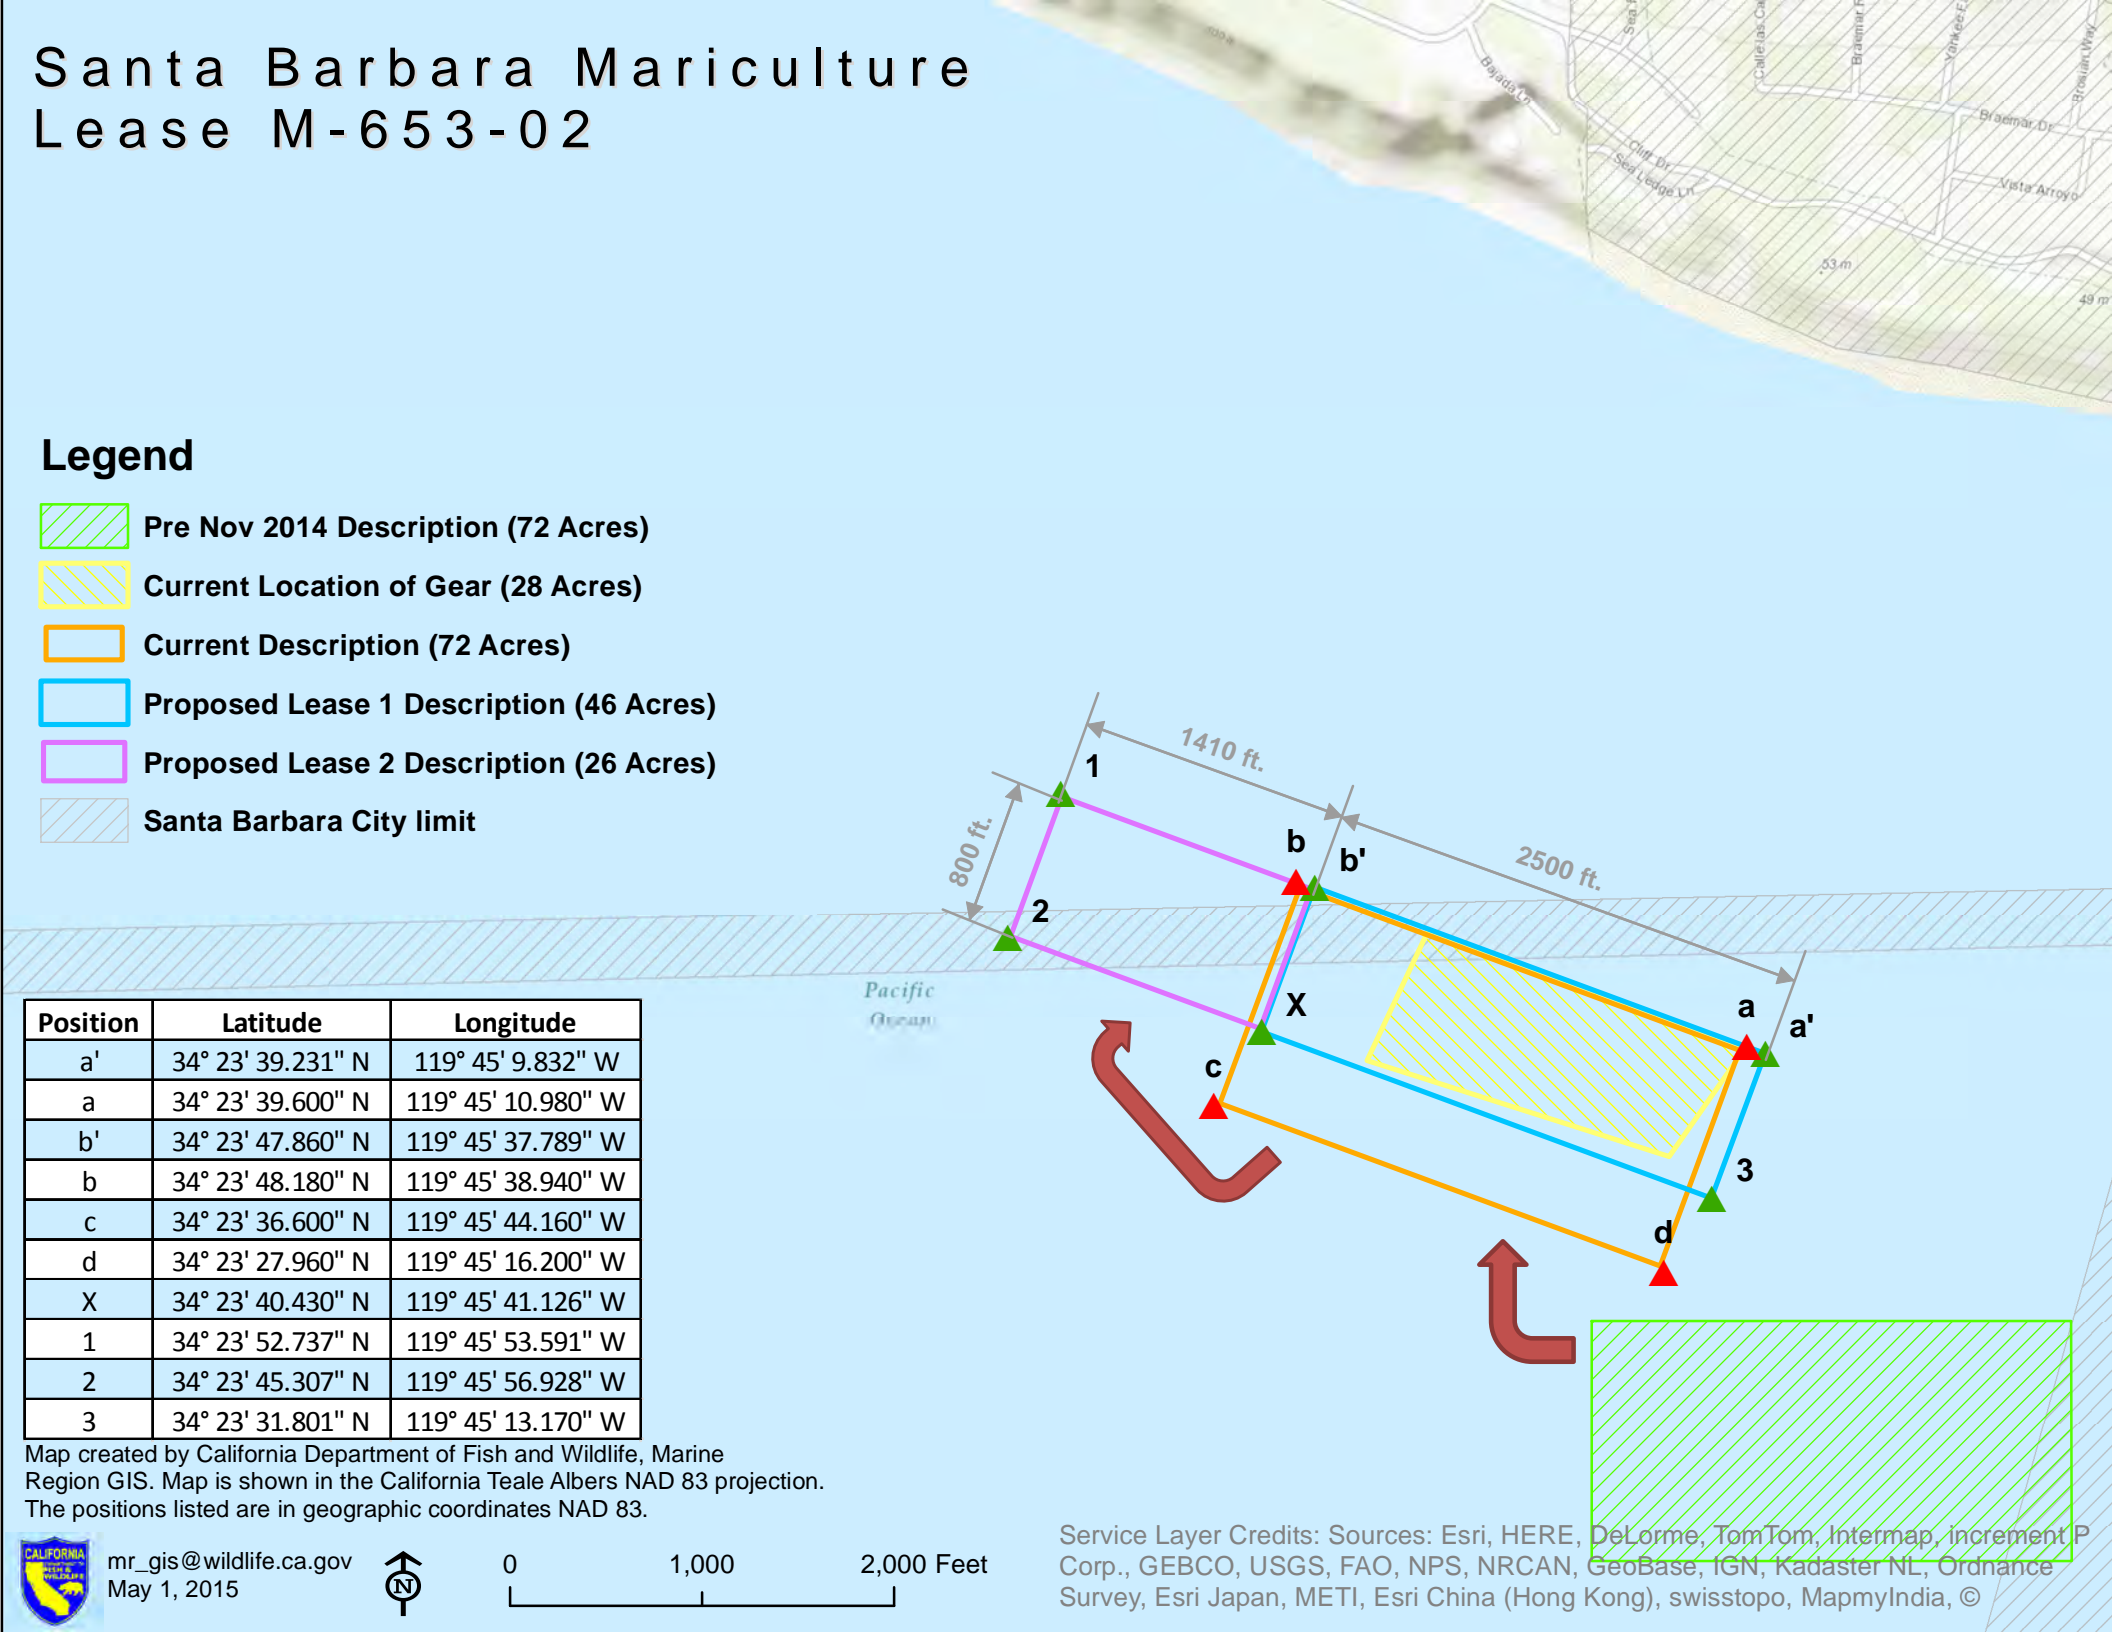 Santa Barbara Mariculture
Lease M-653-02
Bajada Ln
Cliff Dr
Sea Ledge Ln
Braemar Dr
Vista Arroyo
53 m
49 m
Legend
Pre Nov 2014 Description (72 Acres)
Current Location of Gear (28 Acres)
Current Description (72 Acres)
Proposed Lease 1 Description (46 Acres)
Proposed Lease 2 Description (26 Acres)
Santa Barbara City limit
1410 ft.
1
800 ft.
b
b'
2500 ft.
2
Pacific
Ocean
X
a
a'
c
3
d
Position Latitude Longitude
a' 34° 23' 39.231" N 119° 45' 9.832" W
a 34° 23' 39.600" N 119° 45' 10.980" W
b' 34° 23' 47.860" N 119° 45' 37.789" W
b 34° 23' 48.180" N 119° 45' 38.940" W
c 34° 23' 36.600" N 119° 45' 44.160" W
d 34° 23' 27.960" N 119° 45' 16.200" W
X 34° 23' 40.430" N 119° 45' 41.126" W
1 34° 23' 52.737" N 119° 45' 53.591" W
2 34° 23' 45.307" N 119° 45' 56.928" W
3 34° 23' 31.801" N 119° 45' 13.170" W
Map created by California Department of Fish and Wildlife, Marine
Region GIS. Map is shown in the California Teale Albers NAD 83 projection.
The positions listed are in geographic coordinates NAD 83.
CALIFORNIA
FISH &
WILDLIFE
mr_gis@wildlife.ca.gov
May 1, 2015
N
0 1,000 2,000 Feet
Service Layer Credits: Sources: Esri, HERE, DeLorme, TomTom, Intermap, increment P
Corp., GEBCO, USGS, FAO, NPS, NRCAN, GeoBase, IGN, Kadaster NL, Ordnance
Survey, Esri Japan, METI, Esri China (Hong Kong), swisstopo, MapmyIndia, ©